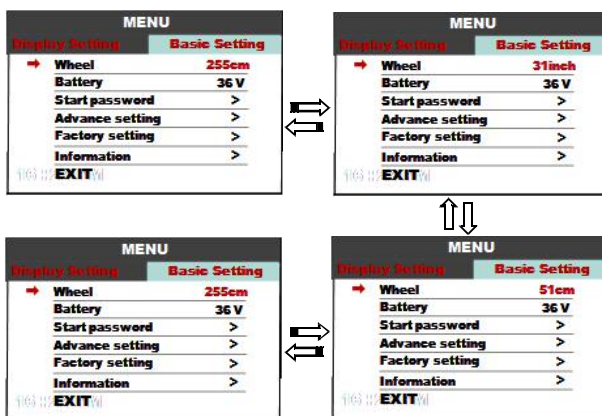 MENU
Display Setting Basic Setting
Wheel 255cm
Battery 36 V
Start password >
Advance setting >
Factory setting >
Information >
EXIT
MENU
Display Setting Basic Setting
Wheel 31inch
Battery 36 V
Start password >
Advance setting >
Factory setting >
Information >
EXIT
MENU
Display Setting Basic Setting
Wheel 255cm
Battery 36 V
Start password >
Advance setting >
Factory setting >
Information >
EXIT
MENU
Display Setting Basic Setting
Wheel 51cm
Battery 36 V
Start password >
Advance setting >
Factory setting >
Information >
EXIT